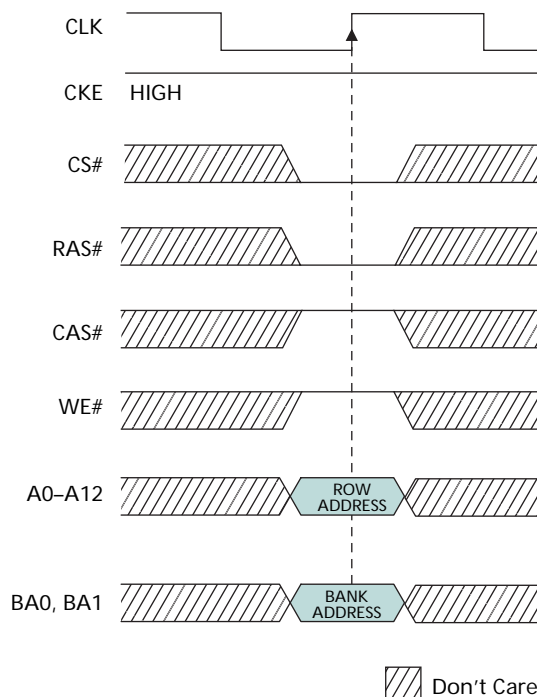 CLK
CKE HIGH
CS#
RAS#
CAS#
WE#
A0–A12
ROW
ADDRESS
BA0, BA1
BANK
ADDRESS
Don't Care